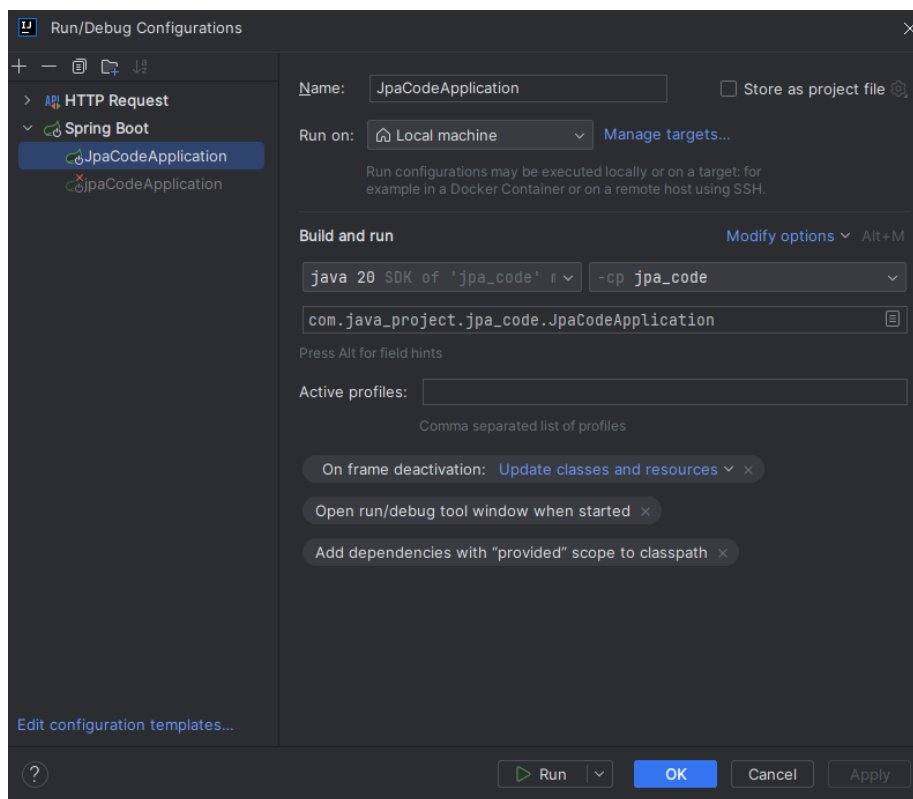 Run/Debug Configurations
HTTP Request
Spring Boot
JpaCodeApplication
jpaCodeApplication
Edit configuration templates...
Name: JpaCodeApplication Store as project file
Run on: Local machine Manage targets...
Run configurations may be executed locally or on a target: for
example in a Docker Container or on a remote host using SSH.
Build and run Modify options Alt+M
java 20 SDK of 'jpa_code' -cp jpa_code
com.java_project.jpa_code.JpaCodeApplication
Press Alt for field hints
Active profiles:
Comma separated list of profiles
On frame deactivation: Update classes and resources
Open run/debug tool window when started
Add dependencies with “provided” scope to classpath
? Run OK Cancel Apply